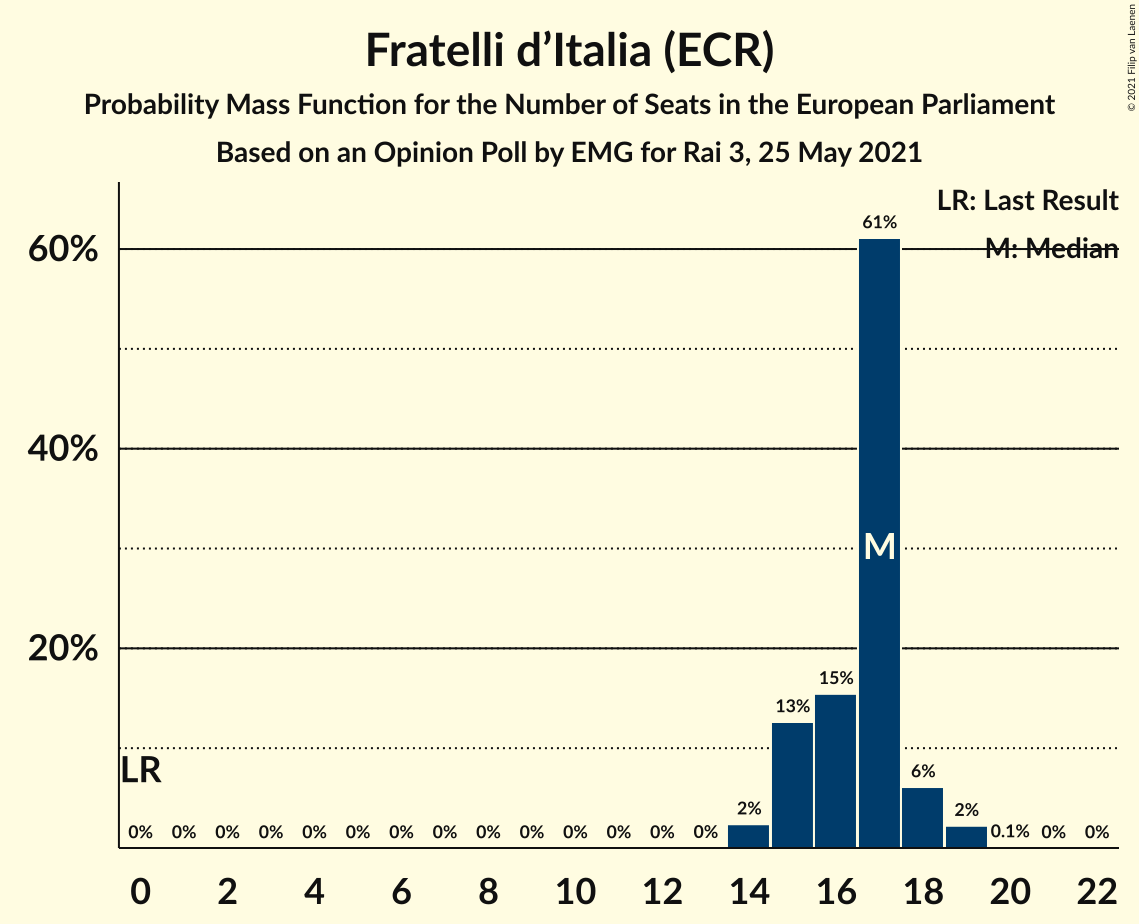 Fratelli d’Italia (ECR)
Probability Mass Function for the Number of Seats in the European Parliament
Based on an Opinion Poll by EMG for Rai 3, 25 May 2021
© 2021 Filip van Laenen
LR: Last Result
M: Median
60%
40%
20%
61%
M
15%
13%
6%
2%
2%
LR
0% 0% 0% 0% 0% 0% 0% 0% 0% 0% 0% 0% 0% 0% 0.1% 0% 0%
0 2 4 6 8 10 12 14 16 18 20 22